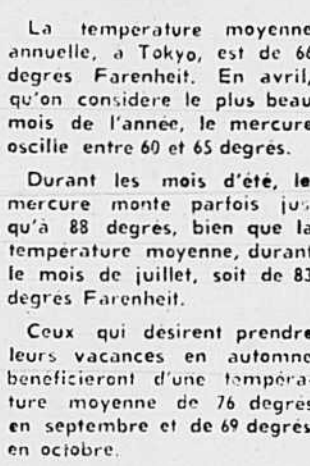 La température moyenne
annuelle, à Tokyo, est de 66
degrés Farenheit. En avril,
qu'on considère le plus beau
mois de l'année, le mercure
oscille entre 60 et 65 degrés.
Durant les mois d'été, le
mercure monte parfois jus
qu'à 88 degrés, bien que la
température moyenne, durant
le mois de juillet, soit de 83
degrés Farenheit.
Ceux qui désirent prendre
leurs vacances en automne
bénéficieront d'une tempéra-
ture moyenne de 76 degrés
en septembre et de 69 degrés
en octobre.